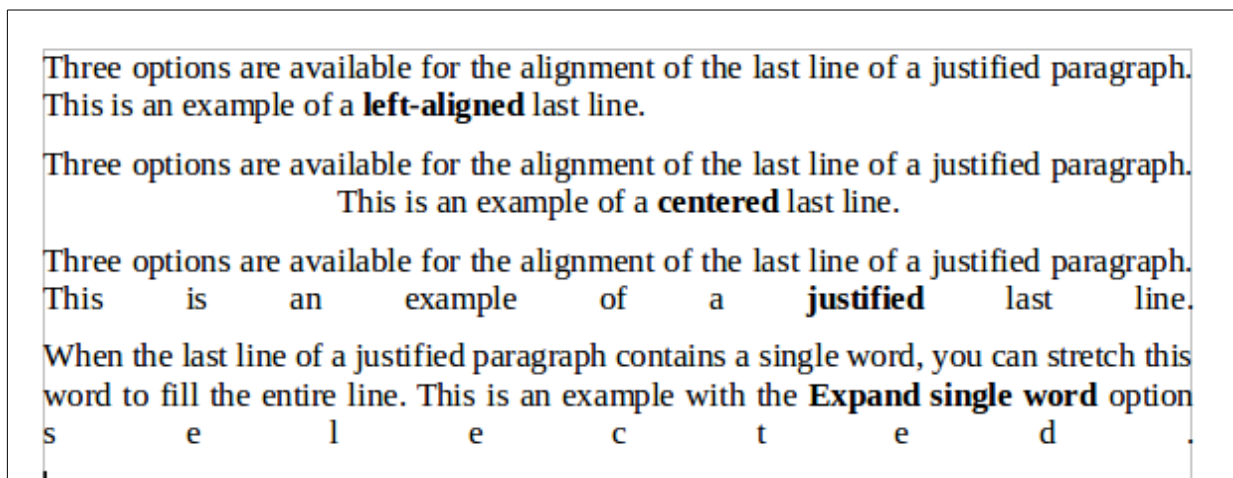 Three options are available for the alignment of the last line of a justified paragraph.
This is an example of a left-aligned last line.
Three options are available for the alignment of the last line of a justified paragraph.
This is an example of a centered last line.
Three options are available for the alignment of the last line of a justified paragraph.
This is an example of a justified last line.
When the last line of a justified paragraph contains a single word, you can stretch this
word to fill the entire line. This is an example with the Expand single word option
s e l e c t e d .